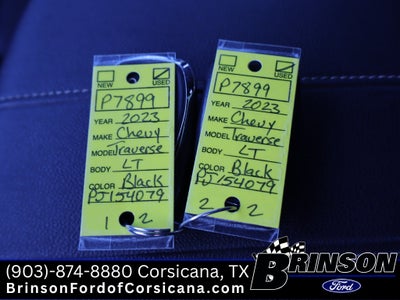 NEW USED
P7899
YEAR 2023
MAKE Chevy
MODEL Traverse
BODY LT
COLOR Black
PJ154079
1 2
NEW USED
P7899
YEAR 2023
MAKE Chevy
MODEL Traverse
BODY LT
COLOR Black
PJ154079
2 2
(903)-874-8880 Corsicana, TX
BrinsonFordofCorsicana.com
BRINSON
Ford